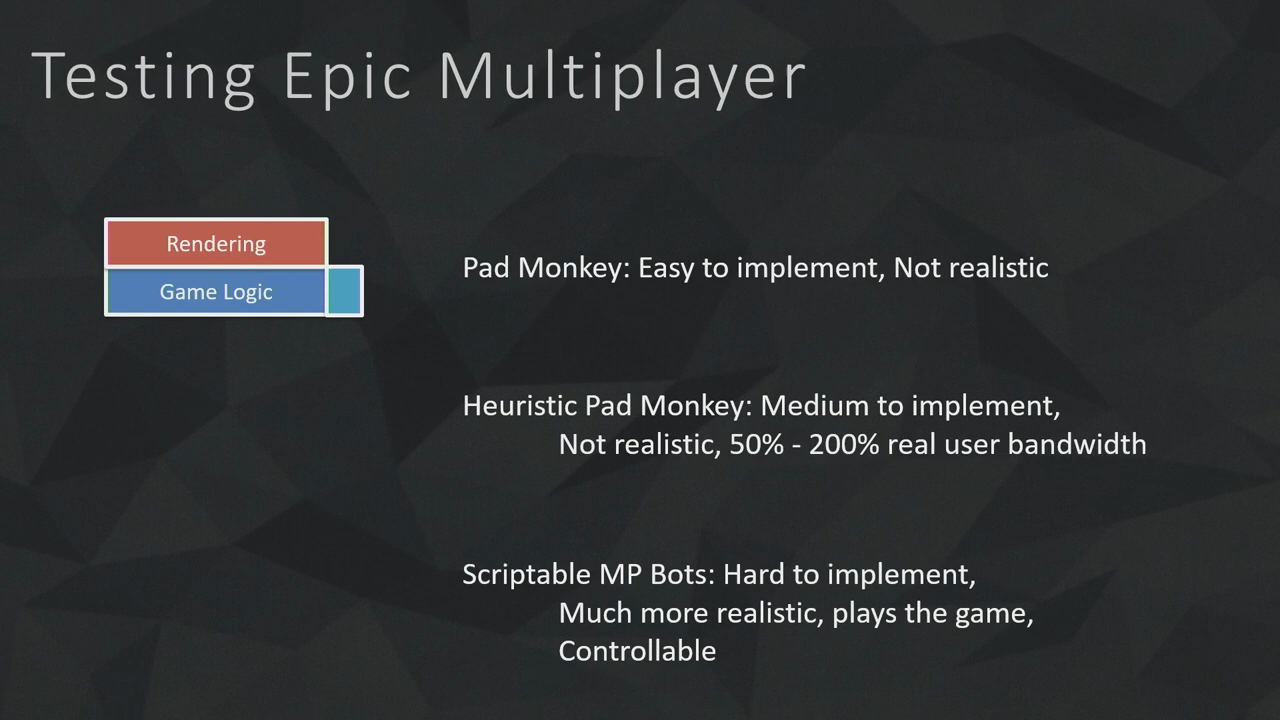 Testing Epic Multiplayer
Rendering
Game Logic
Pad Monkey: Easy to implement, Not realistic
Heuristic Pad Monkey: Medium to implement,
Not realistic, 50% - 200% real user bandwidth
Scriptable MP Bots: Hard to implement,
Much more realistic, plays the game,
Controllable